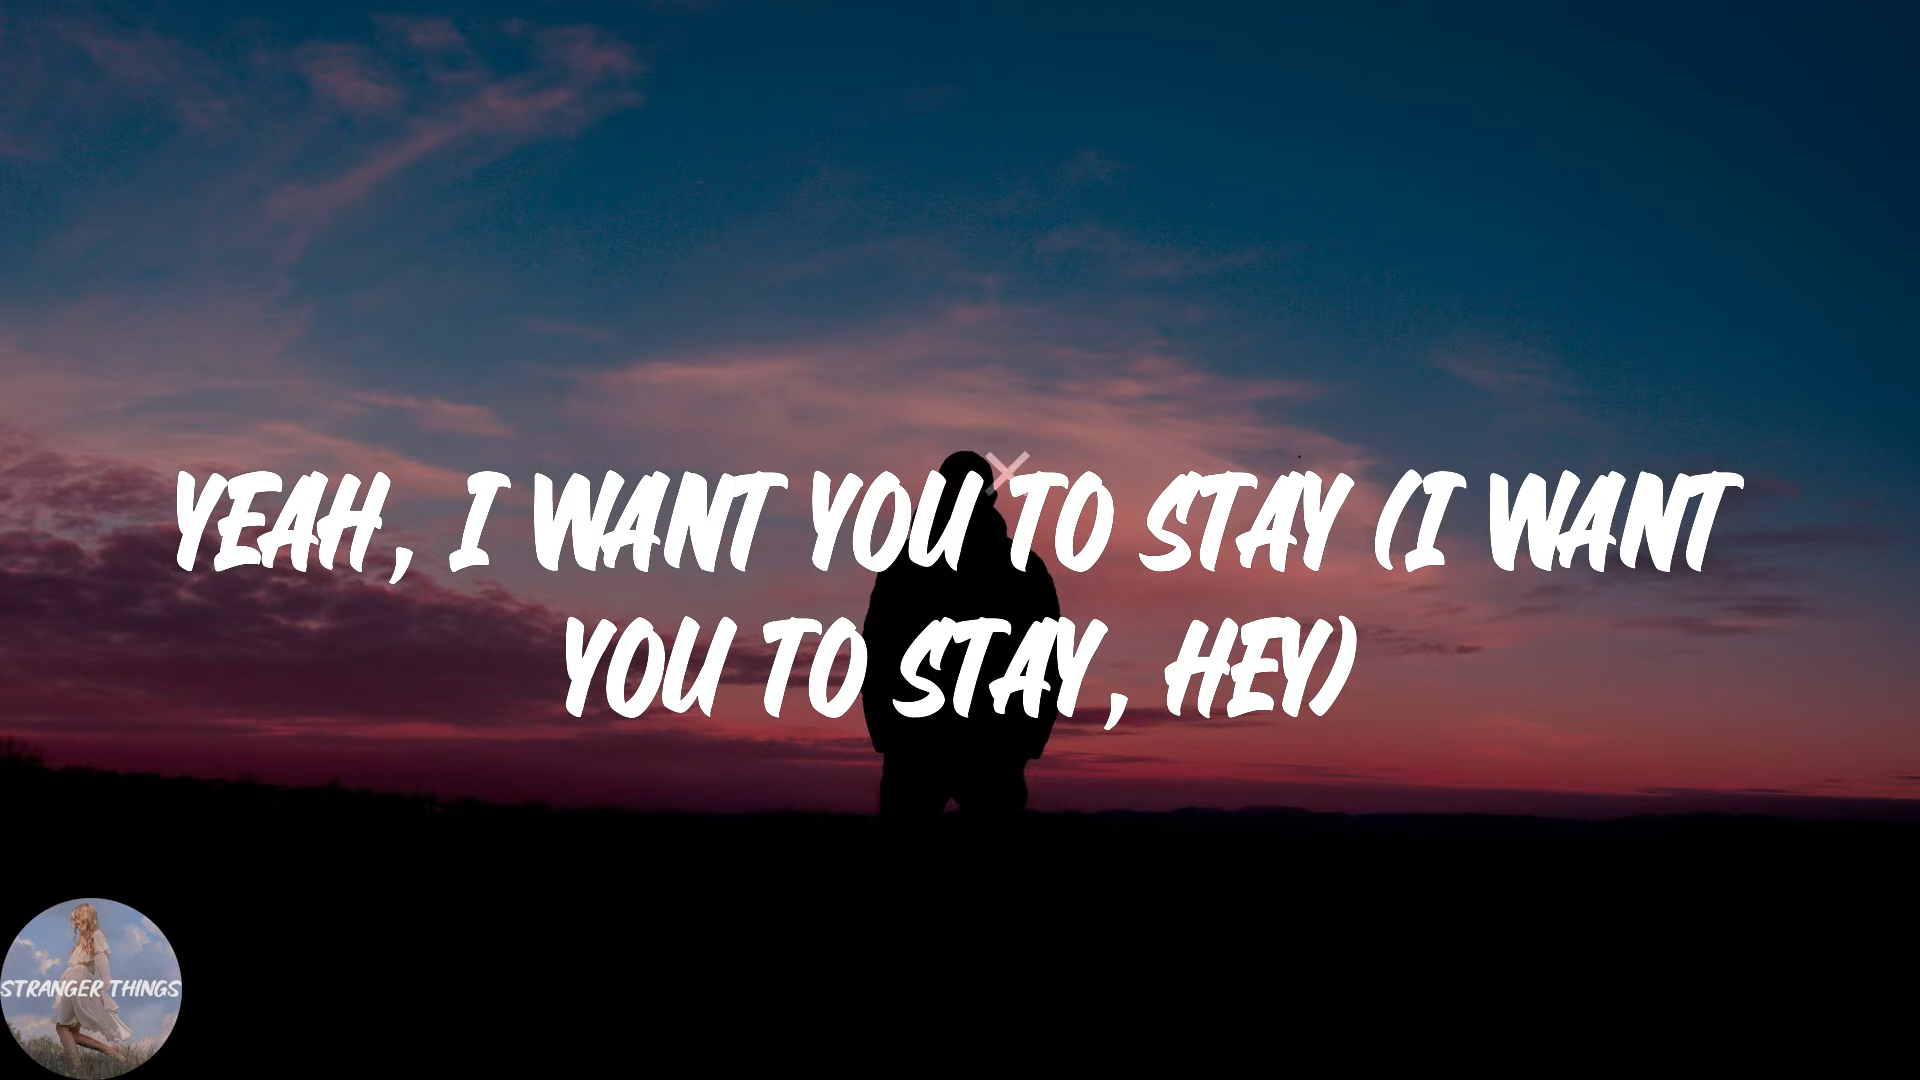 YEAH, I WANT YOU TO STAY (I WANT
YOU TO STAY, HEY)
STRANGER THINGS